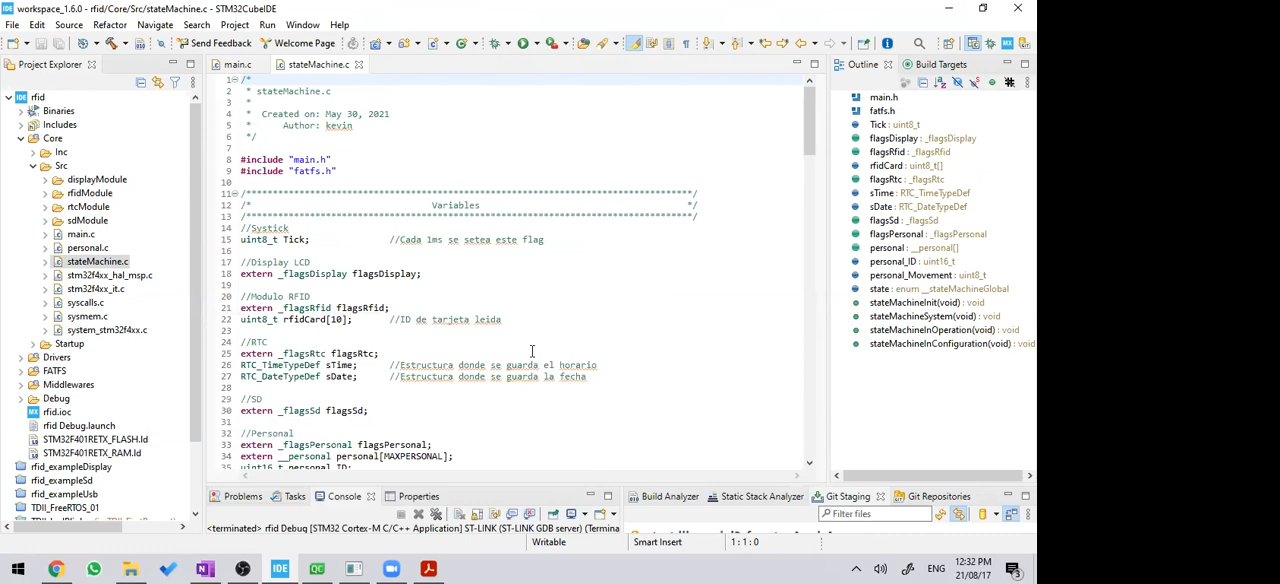 workspace_1.6.0 - rfid/Core/Src/stateMachine.c - STM32CubeIDE
File Edit Source Refactor Navigate Search Project Run Window Help
Send Feedback Welcome Page
Project Explorer
main.c stateMachine.c
Outline Build Targets
rfid
Binaries
Includes
Core
Inc
Src
displayModule
rfidModule
rtcModule
sdModule
main.c
personal.c
stateMachine.c
stm32f4xx_hal_msp.c
stm32f4xx_it.c
syscalls.c
sysmem.c
system_stm32f4xx.c
Startup
Drivers
FATFS
Middlewares
Debug
rfid.ioc
rfid Debug.launch
STM32F401RETX_FLASH.ld
STM32F401RETX_RAM.ld
rfid_exampleDisplay
rfid_exampleSd
rfid_exampleUsb
TDII_FreeRTOS_01
1 /*
2 * stateMachine.c
3 *
4 * Created on: May 30, 2021
5 * Author: kevin
6 */
7
8 #include "main.h"
9 #include "fatfs.h"
10
11 /*******************************************************************************/
12 /* Variables */
13 /*******************************************************************************/
14 //Systick
15 uint8_t Tick; //Cada 1ms se setea este flag
16
17 //Display LCD
18 extern _flagsDisplay flagsDisplay;
19
20 //Modulo RFID
21 extern _flagsRfid flagsRfid;
22 uint8_t rfidCard[10]; //ID de tarjeta leida
23
24 //RTC
25 extern _flagsRtc flagsRtc;
26 RTC_TimeTypeDef sTime; //Estructura donde se guarda el horario
27 RTC_DateTypeDef sDate; //Estructura donde se guarda la fecha
28
29 //SD
30 extern _flagsSd flagsSd;
31
32 //Personal
33 extern _flagsPersonal flagsPersonal;
34 extern __personal personal[MAXPERSONAL];
35 uint16_t personal_ID;
main.h
fatfs.h
Tick : uint8_t
flagsDisplay : _flagsDisplay
flagsRfid : _flagsRfid
rfidCard : uint8_t[]
flagsRtc : _flagsRtc
sTime : RTC_TimeTypeDef
sDate : RTC_DateTypeDef
flagsSd : _flagsSd
flagsPersonal : _flagsPersonal
personal : __personal[]
personal_ID : uint16_t
personal_Movement : uint8_t
state : enum __stateMachineGlobal
stateMachineInit(void) : void
stateMachineSystem(void) : void
stateMachineInOperation(void) : void
stateMachineInConfiguration(void) : void
Problems Tasks Console Properties
Build Analyzer Static Stack Analyzer Git Staging Git Repositories
Filter files
<terminated> rfid Debug [STM32 Cortex-M C/C++ Application] ST-LINK (ST-LINK GDB server) (Termina
Writable Smart Insert 1 : 1 : 0
ENG 12:32 PM
21/08/17
3